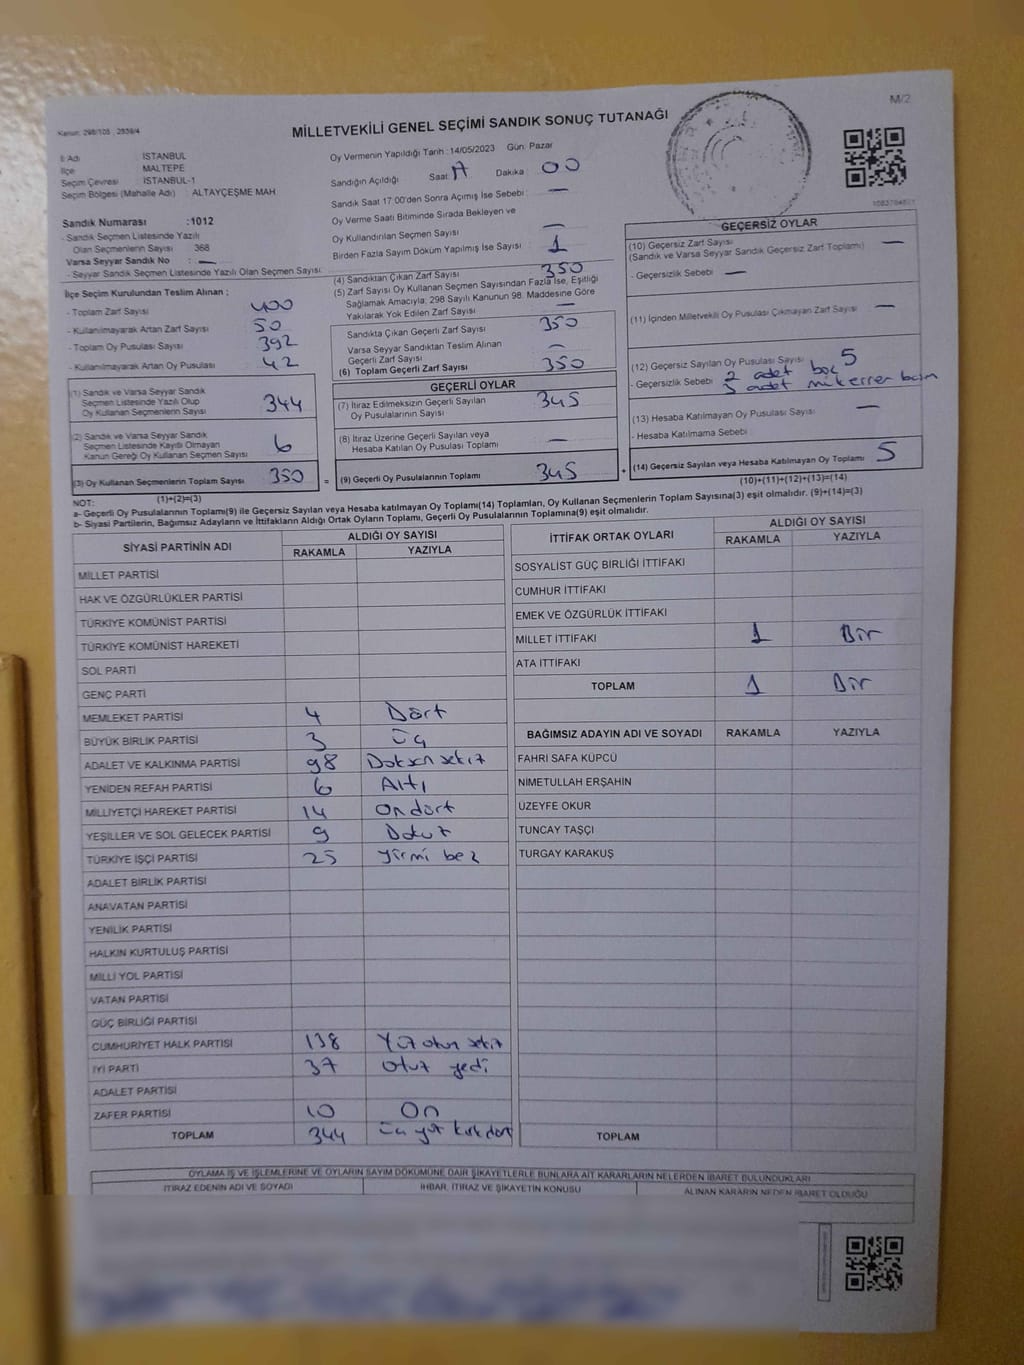 M/2
Kanun: 298/105 , 2839/4
MİLLETVEKİLİ GENEL SEÇİMİ SANDIK SONUÇ TUTANAĞI
İl Adı İSTANBUL
İlçe MALTEPE
Seçim Çevresi İSTANBUL-1
Seçim Bölgesi (Mahalle Adı) : ALTAYÇEŞME MAH
Sandık Numarası :1012
- Sandık Seçmen Listesinde Yazılı
Olan Seçmenlerin Sayısı 368
Varsa Seyyar Sandık No : —
- Seyyar Sandık Seçmen Listesinde Yazılı Olan Seçmen Sayısı
Oy Vermenin Yapıldığı Tarih :14/05/2023 Gün: Pazar
Sandığın Açıldığı Saat Dakika 00
Sandık Saat 17:00'den Sonra Açımış İse Sebebi : —
Oy Verme Saati Bitiminde Sırada Bekleyen ve
Oy Kullandırılan Seçmen Sayısı —
Birden Fazla Sayım Döküm Yapılmış İse Sayısı 1
İlçe Seçim Kurulundan Teslim Alınan :
- Toplam Zarf Sayısı 400
- Kullanılmayarak Artan Zarf Sayısı 50
- Toplam Oy Pusulası Sayısı 392
- Kullanılmayarak Artan Oy Pusulası 42
(1) Sandık ve Varsa Seyyar Sandık
Seçmen Listesinde Yazılı Olup
Oy Kullanan Seçmenlerin Sayısı 344
(2) Sandık ve Varsa Seyyar Sandık
Seçmen Listesinde Kayıtlı Olmayan
Kanun Gereği Oy Kullanan Seçmen Sayısı 6
(3) Oy Kullanan Seçmenlerin Toplam Sayısı 350
(1)+(2)=(3)
(4) Sandıktan Çıkan Zarf Sayısı 350
(5) Zarf Sayısı Oy Kullanan Seçmen Sayısından Fazla İse, Eşitliği
Sağlamak Amacıyla; 298 Sayılı Kanunun 98. Maddesine Göre
Yakılarak Yok Edilen Zarf Sayısı —
Sandıkta Çıkan Geçerli Zarf Sayısı 350
Varsa Seyyar Sandıktan Teslim Alınan
Geçerli Zarf Sayısı —
(6) Toplam Geçerli Zarf Sayısı 350
GEÇERLİ OYLAR
(7) İtiraz Edilmeksizin Geçerli Sayılan
Oy Pusulalarının Sayısı 345
(8) İtiraz Üzerine Geçerli Sayılan veya
Hesaba Katılan Oy Pusulası Toplamı —
= (9) Geçerli Oy Pusulalarının Toplamı 345 +
GEÇERSİZ OYLAR
(10) Geçersiz Zarf Sayısı —
(Sandık ve Varsa Seyyar Sandık Geçersiz Zarf Toplamı)
- Geçersizlik Sebebi : —
(11) İçinden Milletvekili Oy Pusulası Çıkmayan Zarf Sayısı —
(12) Geçersiz Sayılan Oy Pusulası Sayısı 5
- Geçersizlik Sebebi : 2 adet boş
3 adet mükerrer
(13) Hesaba Katılmayan Oy Pusulası Sayısı —
- Hesaba Katılmama Sebebi :
(14) Geçersiz Sayılan veya Hesaba Katılmayan Oy Toplamı 5
(10)+(11)+(12)+(13)=(14)
NOT:
a- Geçerli Oy Pusulalarının Toplamı(9) ile Geçersiz Sayılan veya Hesaba Katılmayan Oy Toplamı(14) Toplamları, Oy Kullanan Seçmenlerin Toplam Sayısına(3) eşit olmalıdır. (9)+(14)=(3)
b- Siyasi Partilerin, Bağımsız Adayların ve İttifakların Aldığı Ortak Oyların Toplamı, Geçerli Oy Pusulalarının Toplamına(9) eşit olmalıdır.
SİYASİ PARTİNİN ADI ALDIĞI OY SAYISI
RAKAMLA YAZIYLA
MİLLET PARTİSİ
HAK VE ÖZGÜRLÜKLER PARTİSİ
TÜRKİYE KOMÜNİST PARTİSİ
TÜRKİYE KOMÜNİST HAREKETİ
SOL PARTİ
GENÇ PARTİ
MEMLEKET PARTİSİ 4 Dört
BÜYÜK BİRLİK PARTİSİ 3 üç
ADALET VE KALKINMA PARTİSİ 98 Doksan sekiz
YENİDEN REFAH PARTİSİ 6 Altı
MİLLİYETÇİ HAREKET PARTİSİ 14 on dört
YEŞİLLER VE SOL GELECEK PARTİSİ 9 Dokuz
TÜRKİYE İŞÇİ PARTİSİ 25 yirmi beş
ADALET BİRLİK PARTİSİ
ANAVATAN PARTİSİ
YENİLİK PARTİSİ
HALKIN KURTULUŞ PARTİSİ
MİLLİ YOL PARTİSİ
VATAN PARTİSİ
GÜÇ BİRLİĞİ PARTİSİ
CUMHURİYET HALK PARTİSİ 138 Yüz otuz sekiz
İYİ PARTİ 37 otuz yedi
ADALET PARTİSİ
ZAFER PARTİSİ 10 On
TOPLAM 344 üç yüz kırk dört
İTTİFAK ORTAK OYLARI ALDIĞI OY SAYISI
RAKAMLA YAZIYLA
SOSYALİST GÜÇ BİRLİĞİ İTTİFAKI
CUMHUR İTTİFAKI
EMEK VE ÖZGÜRLÜK İTTİFAKI
MİLLET İTTİFAKI 1 Bir
ATA İTTİFAKI
TOPLAM 1 Bir
BAĞIMSIZ ADAYIN ADI VE SOYADI RAKAMLA YAZIYLA
FAHRİ SAFA KÜPCÜ
NİMETULLAH ERŞAHİN
ÜZEYFE OKUR
TUNCAY TAŞÇI
TURGAY KARAKUŞ
TOPLAM
OYLAMA İŞ VE İŞLEMLERİNE VE OYLARIN SAYIM DÖKÜMÜNE DAİR ŞİKAYETLERLE BUNLARA AİT KARARLARIN NELERDEN İBARET BULUNDUKLARI
İTİRAZ EDENİN ADI VE SOYADI İHBAR, İTİRAZ VE ŞİKAYETİN KONUSU ALINAN KARARIN NEDEN İBARET OLDUĞU